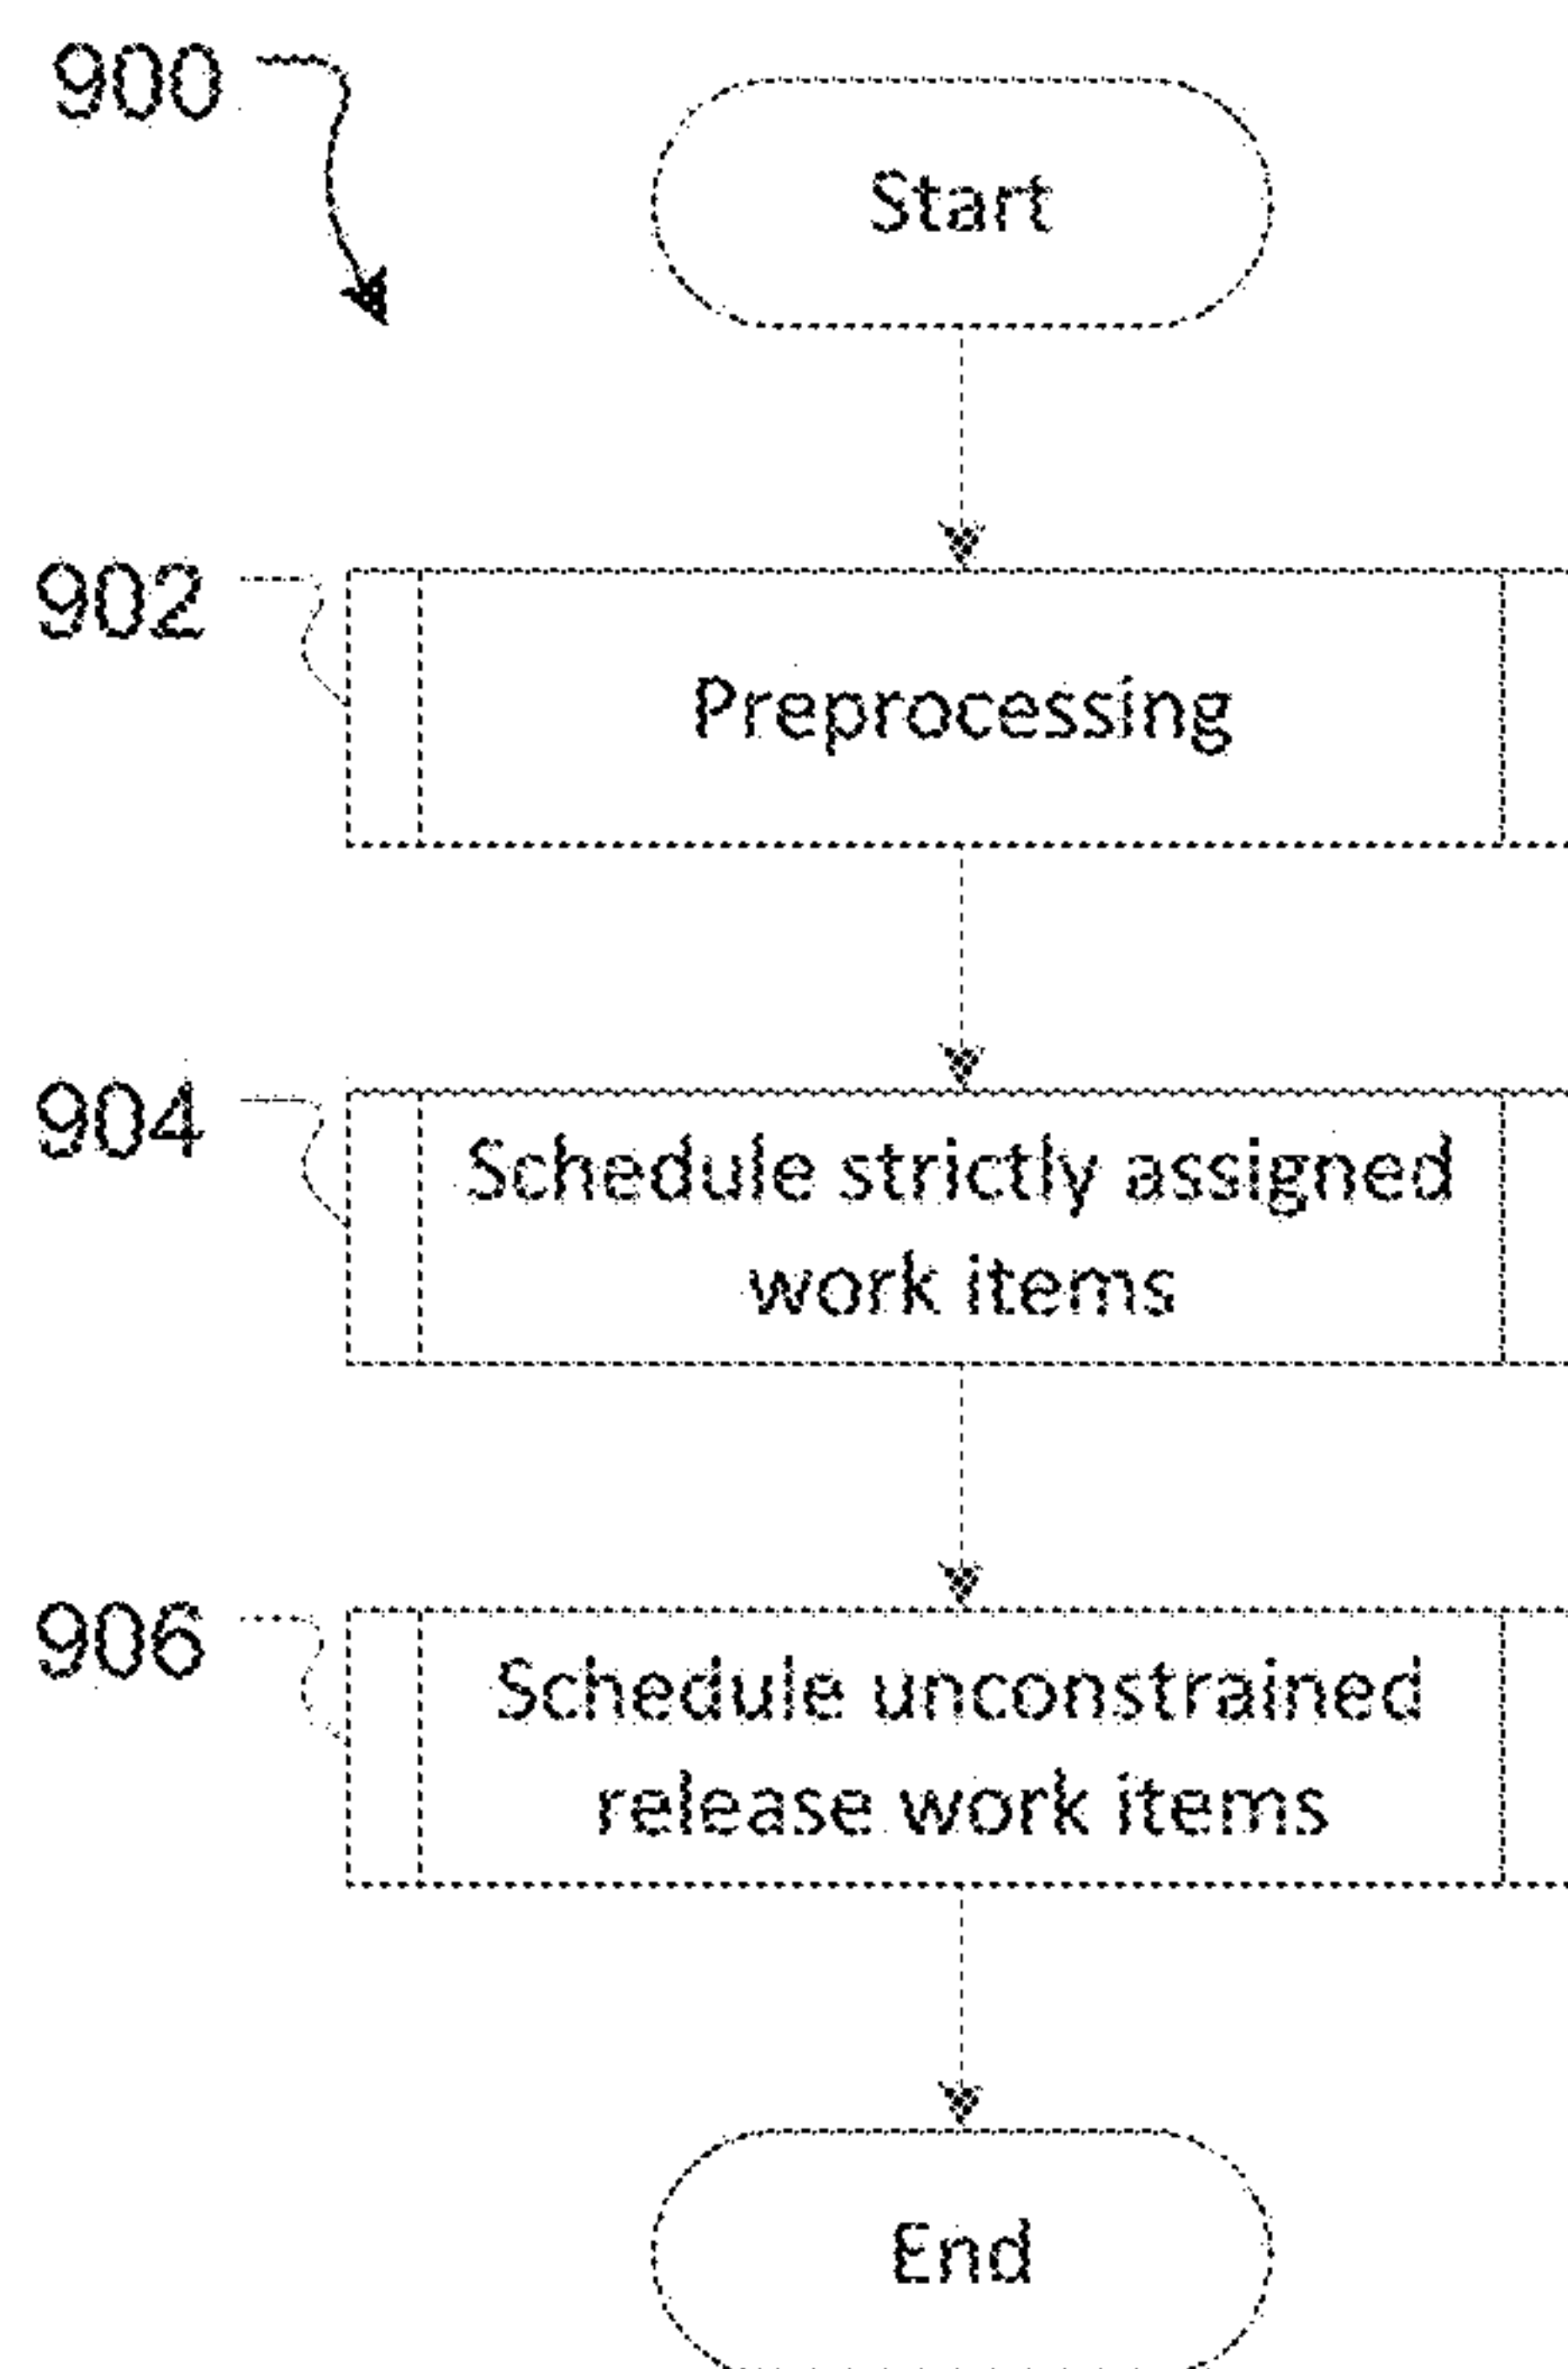 900
Start
902
Preprocessing
904
Schedule strictly assigned
work items
906
Schedule unconstrained
release work items
End